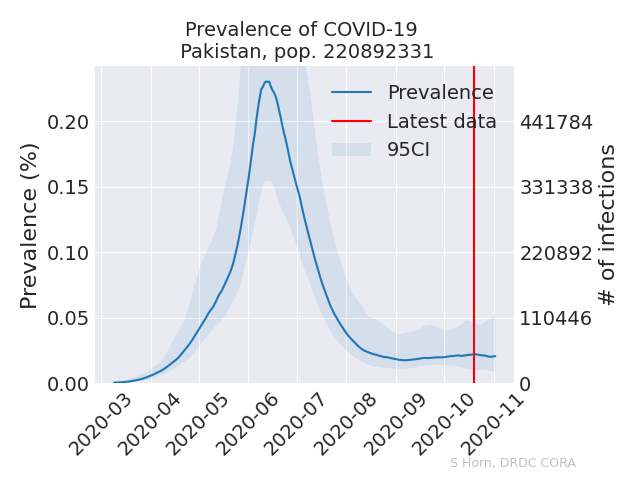 Prevalence of COVID-19
Pakistan, pop. 220892331
Prevalence
Latest data
95CI
Prevalence (%)
0.20
0.15
0.10
0.05
0.00
441784
331338
220892
110446
0
# of infections
2020-03
2020-04
2020-05
2020-06
2020-07
2020-08
2020-09
2020-10
2020-11
S Horn, DRDC CORA